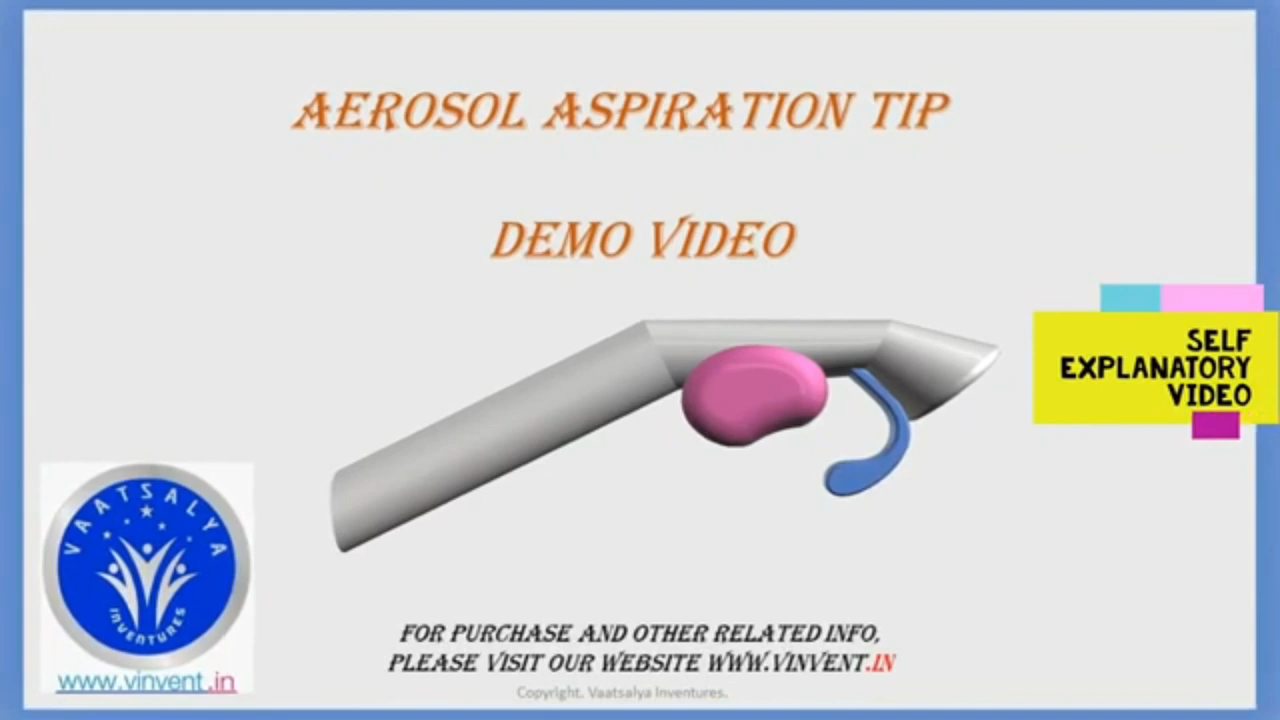 AEROSOL ASPIRATION TIP
DEMO VIDEO
SELF
EXPLANATORY
VIDEO
VAATSALYA
INVENTURES
www.vinvent.in
FOR PURCHASE AND OTHER RELATED INFO,
PLEASE VISIT OUR WEBSITE WWW.VINVENT.IN
Copyright. Vaatsalya Inventures.